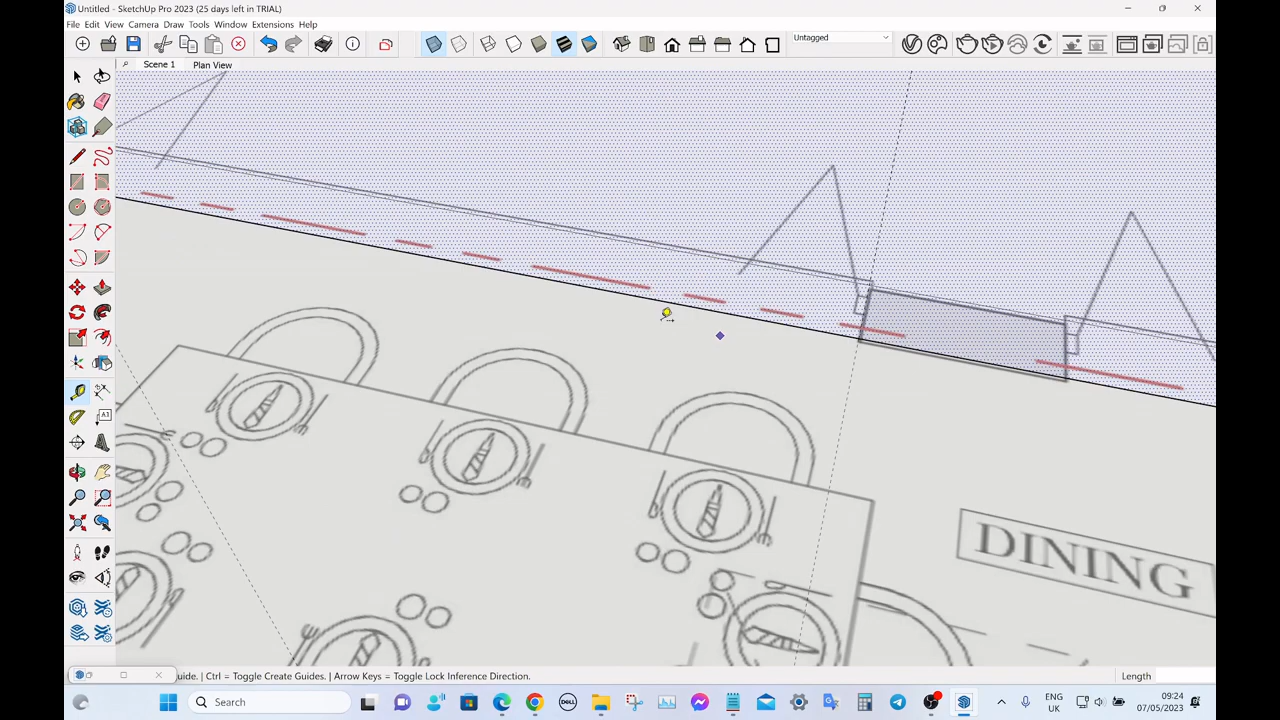 Untitled - SketchUp Pro 2023 (25 days left in TRIAL)
File Edit View Camera Draw Tools Window Extensions Help
Untagged
Scene 1 Plan View
A1
DINING
uide. | Ctrl = Toggle Create Guides. | Arrow Keys = Toggle Lock Inference Direction.
Length
Search
ENG
UK
09:24
07/05/2023